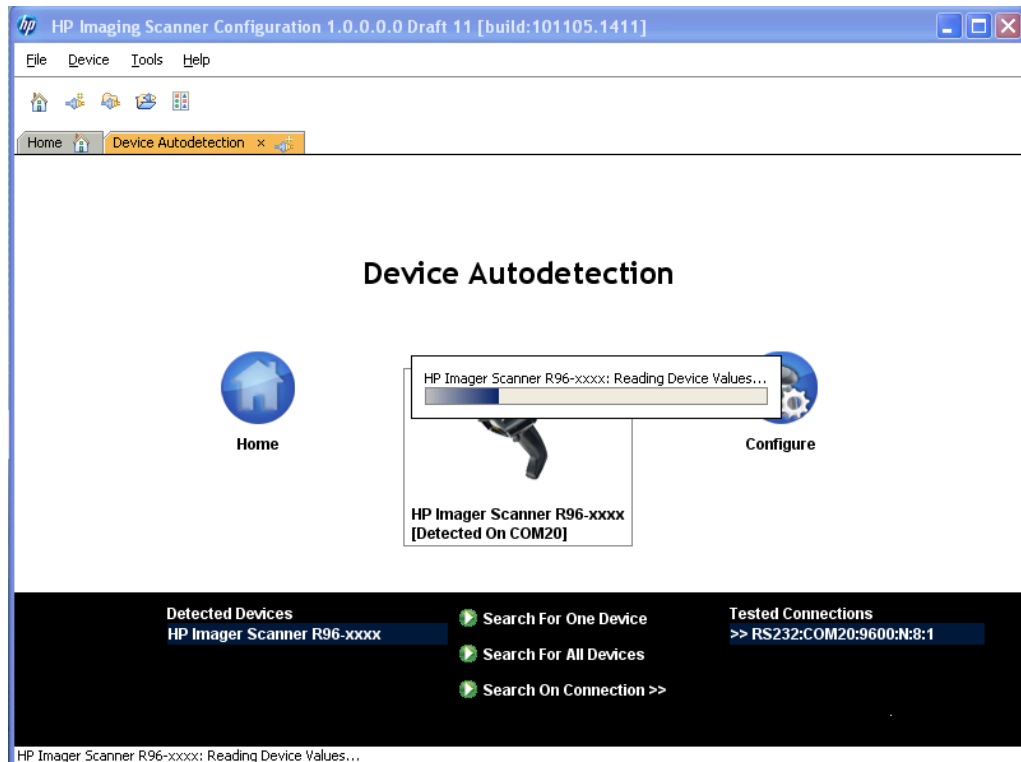 hp HP Imaging Scanner Configuration 1.0.0.0.0 Draft 11 [build:101105.1411]
File Device Tools Help
Home Device Autodetection ×
Device Autodetection
HP Imager Scanner R96-xxxx: Reading Device Values...
Home
Configure
HP Imager Scanner R96-xxxx
[Detected On COM20]
Detected Devices
HP Imager Scanner R96-xxxx
Search For One Device
Search For All Devices
Search On Connection >>
Tested Connections
>> RS232:COM20:9600:N:8:1
HP Imager Scanner R96-xxxx: Reading Device Values...